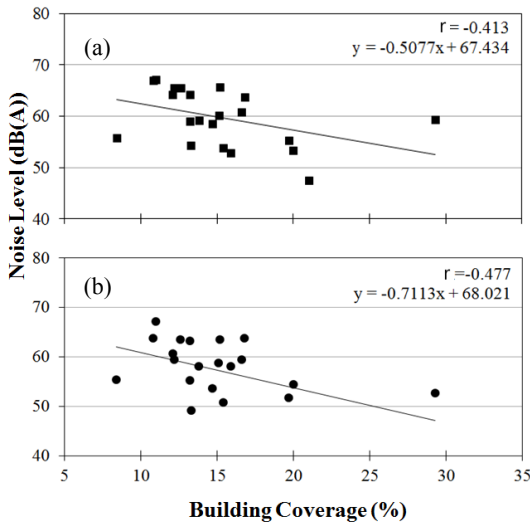 (a)
r = -0.413
y = -0.5077x + 67.434
80
70
60
50
40
Noise Level (dB(A))
(b)
r =-0.477
y = -0.7113x + 68.021
80
70
60
50
40
5 10 15 20 25 30 35
Building Coverage (%)